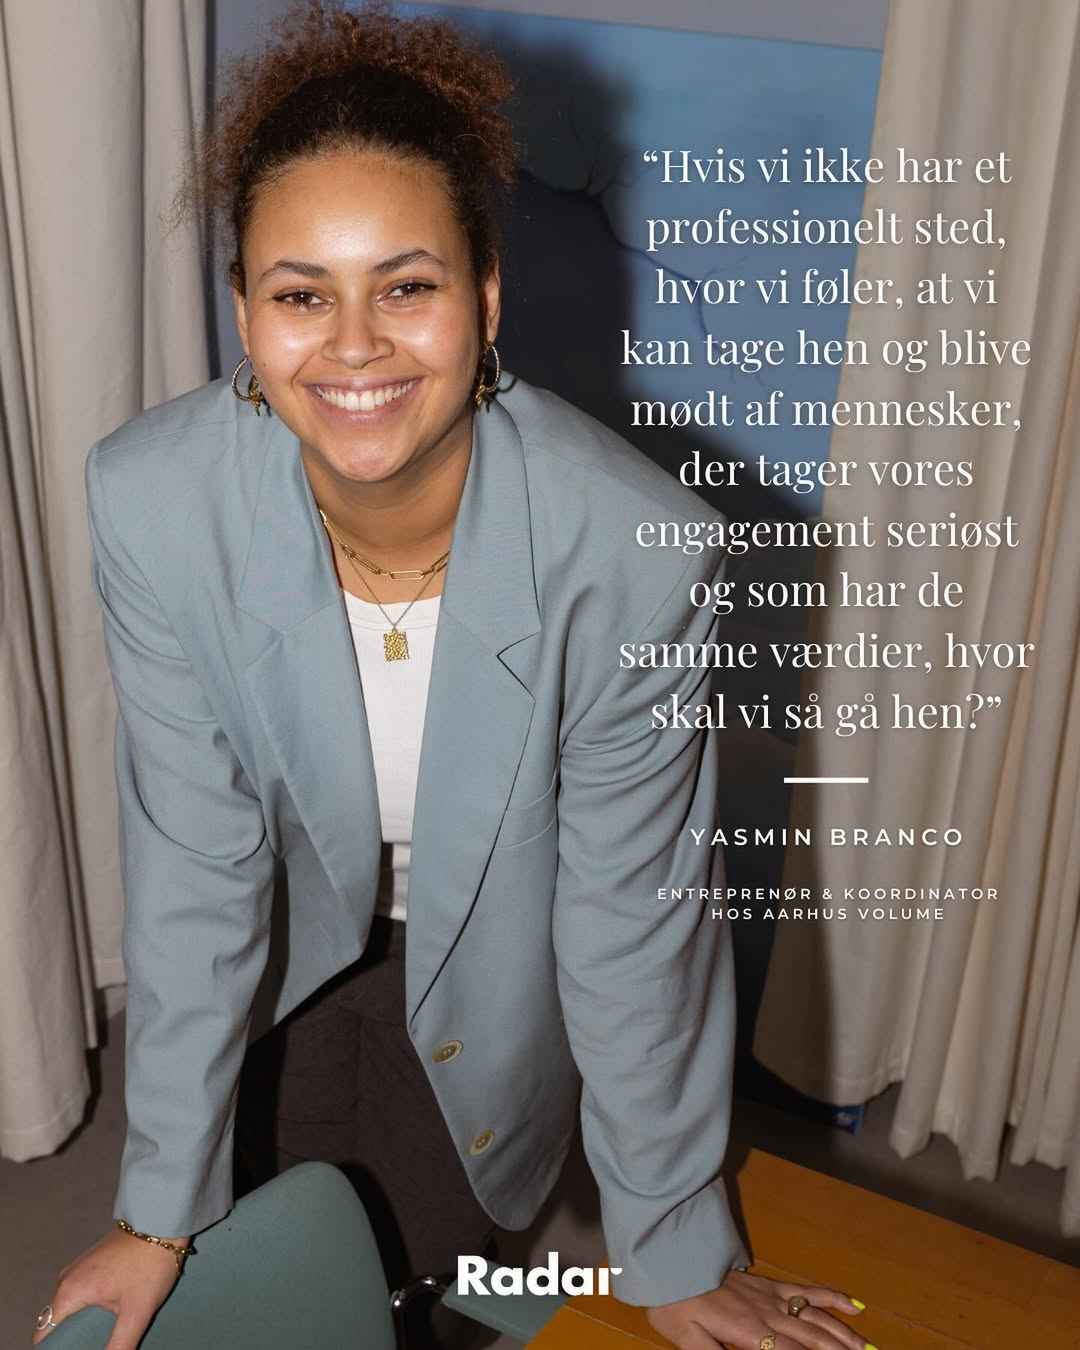 “Hvis vi ikke har et
professionelt sted,
hvor vi føler, at vi
kan tage hen og blive
mødt af mennesker,
der tager vores
engagement seriøst
og som har de
samme værdier, hvor
skal vi så gå hen?”
YASMIN BRANCO
ENTREPRENØR & KOORDINATOR
HOS AARHUS VOLUME
Radar